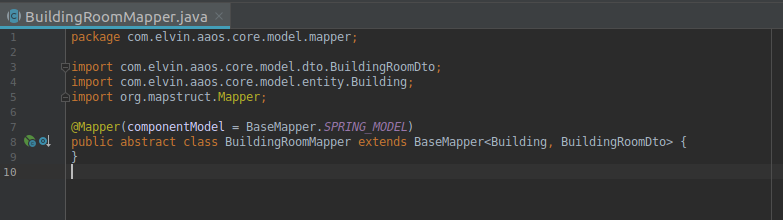 BuildingRoomMapper.java
1 package com.elvin.aaos.core.model.mapper;
2
3 import com.elvin.aaos.core.model.dto.BuildingRoomDto;
4 import com.elvin.aaos.core.model.entity.Building;
5 import org.mapstruct.Mapper;
6
7 @Mapper(componentModel = BaseMapper.SPRING_MODEL)
8 public abstract class BuildingRoomMapper extends BaseMapper<Building, BuildingRoomDto> {
9 }
10